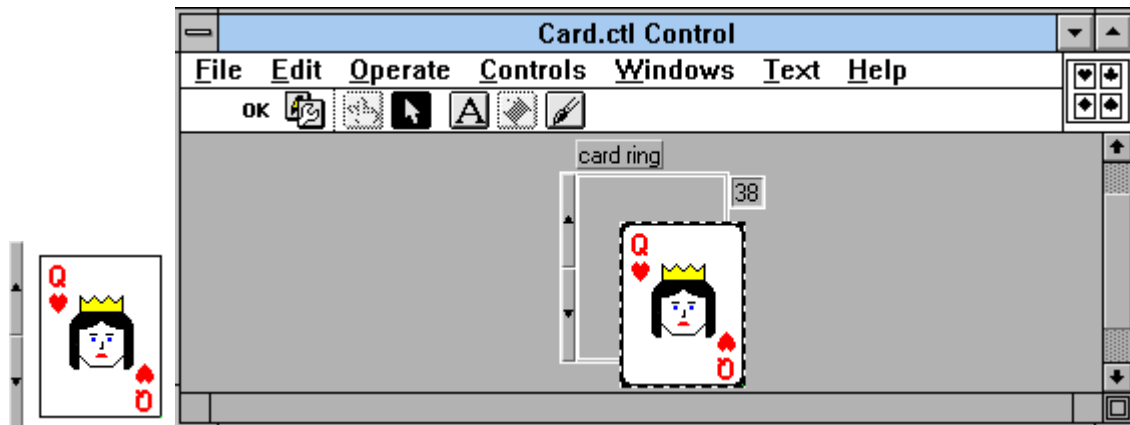 Card.ctl Control
File Edit Operate Controls Windows Text Help
OK A
card ring
38
Q
Q
Q
Q